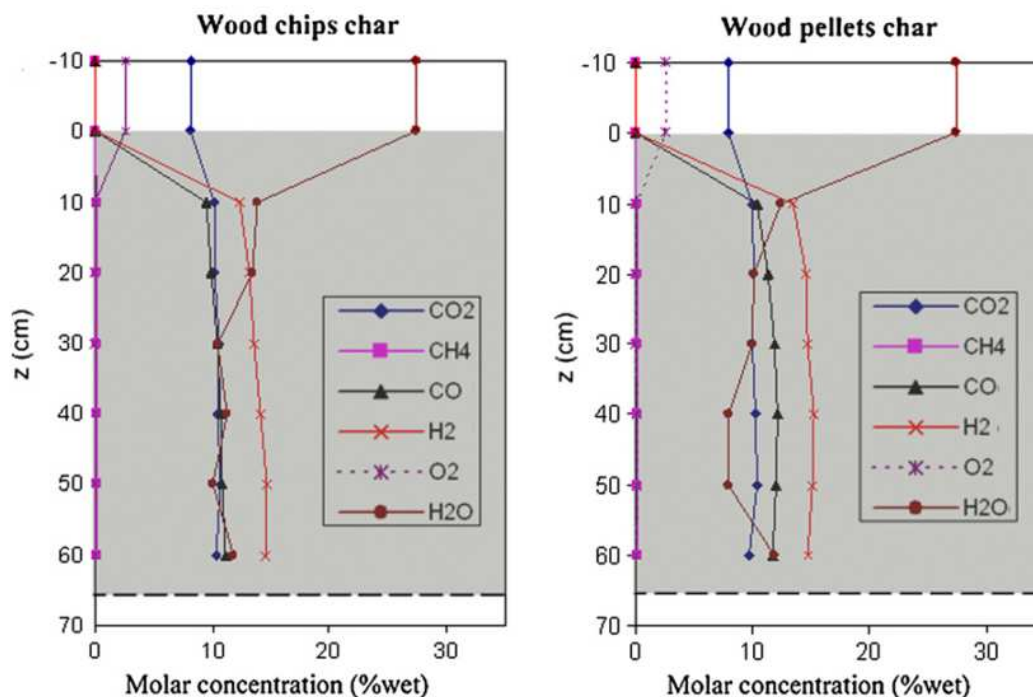 Wood chips char
-10
0
10
20
30
40
50
60
70
z (cm)
CO2
CH4
CO
H2
O2
H2O
0
10
20
30
Molar concentration (%wet)
Wood pellets char
-10
0
10
20
30
40
50
60
70
z (cm)
CO2
CH4
CO
H2
O2
H2O
0
10
20
30
Molar concentration (%wet)